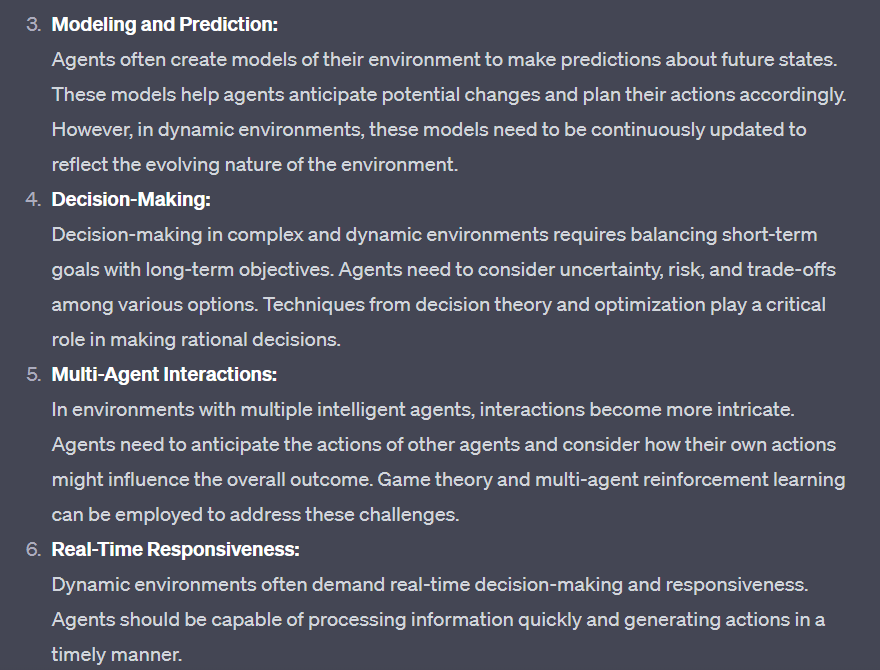 3. Modeling and Prediction:
Agents often create models of their environment to make predictions about future states.
These models help agents anticipate potential changes and plan their actions accordingly.
However, in dynamic environments, these models need to be continuously updated to
reflect the evolving nature of the environment.
4. Decision-Making:
Decision-making in complex and dynamic environments requires balancing short-term
goals with long-term objectives. Agents need to consider uncertainty, risk, and trade-offs
among various options. Techniques from decision theory and optimization play a critical
role in making rational decisions.
5. Multi-Agent Interactions:
In environments with multiple intelligent agents, interactions become more intricate.
Agents need to anticipate the actions of other agents and consider how their own actions
might influence the overall outcome. Game theory and multi-agent reinforcement learning
can be employed to address these challenges.
6. Real-Time Responsiveness:
Dynamic environments often demand real-time decision-making and responsiveness.
Agents should be capable of processing information quickly and generating actions in a
timely manner.